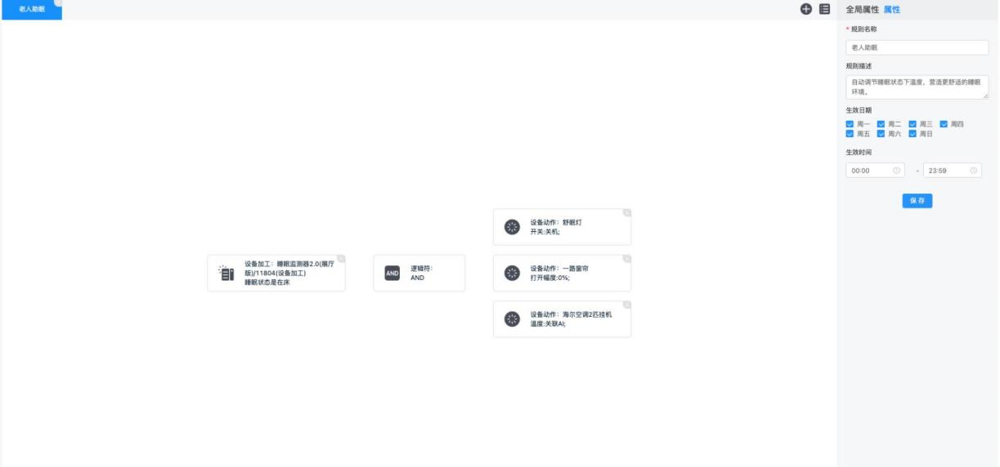 老人助眠
全局属性 属性
* 规则名称
老人助眠
规则描述
自动调节睡眠状态下温度，营造更舒适的睡眠
环境。
生效日期
周一 周二 周三 周四
周五 周六 周日
生效时间
00:00 - 23:59
保存
设备加工：睡眠监测器2.0(展厅
版)/11804(设备加工)
睡眠状态是在床
AND
逻辑符：
AND
设备动作：舒眠灯
开关:关机;
设备动作：一路窗帘
打开幅度:0%;
设备动作：海尔空调2匹挂机
温度:关联AI;